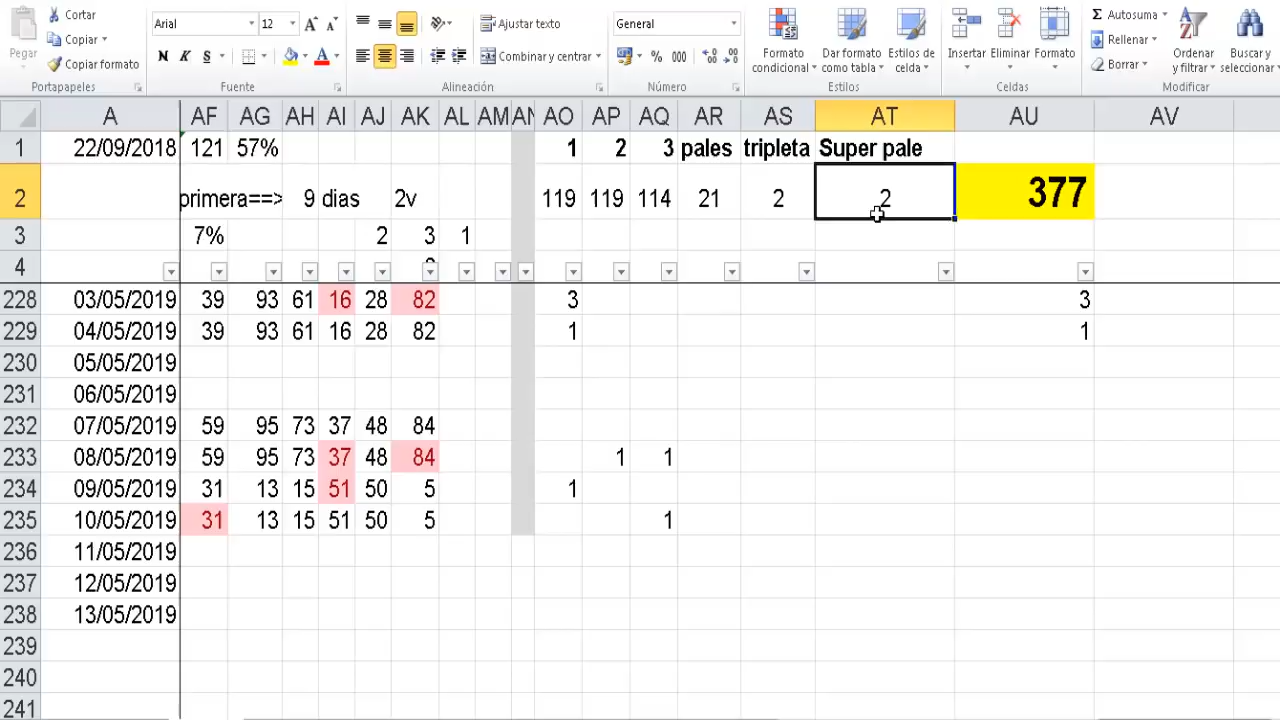 Cortar
Arial 12 A A
Ajustar texto
General
Σ Autosuma
Pegar
Copiar
Copiar formato
N K S
A
Combinar y centrar
% 000
Formato condicional
Dar formato como tabla
Estilos de celda
Insertar
Eliminar
Formato
Rellenar
Borrar
Ordenar y filtrar
Buscar y seleccionar
Portapapeles
Fuente
Alineación
Número
Estilos
Celdas
Modificar
A AF AG AH AI AJ AK AL AM AN AO AP AQ AR AS AT AU AV
1 22/09/2018 121 57% 1 2 3 pales tripleta Super pale
2 primera==> 9 dias 2v 119 119 114 21 2 2 377
3 7% 2 3 1
4
228 03/05/2019 39 93 61 16 28 82 3 3
229 04/05/2019 39 93 61 16 28 82 1 1
230 05/05/2019
231 06/05/2019
232 07/05/2019 59 95 73 37 48 84
233 08/05/2019 59 95 73 37 48 84 1 1
234 09/05/2019 31 13 15 51 50 5 1
235 10/05/2019 31 13 15 51 50 5 1
236 11/05/2019
237 12/05/2019
238 13/05/2019
239
240
241